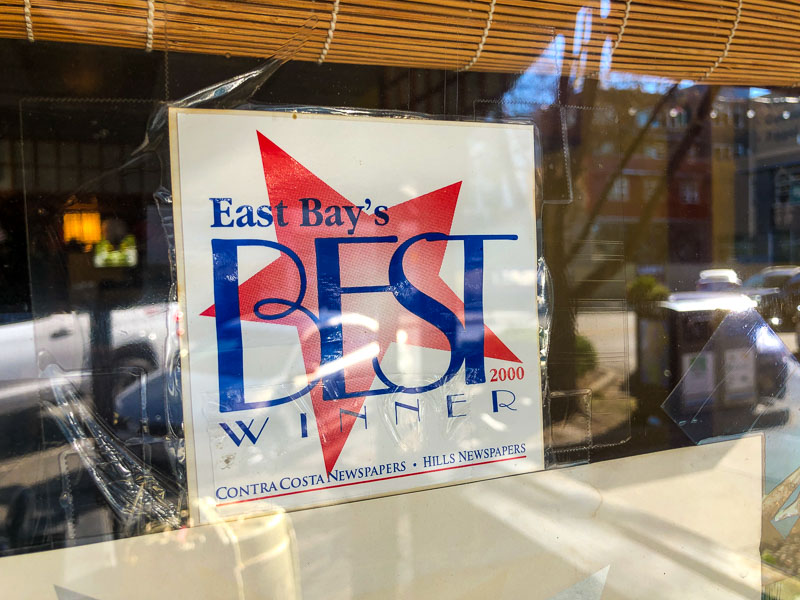 East Bay's
BEST
2000
WINNER
CONTRA COSTA NEWSPAPERS • HILLS NEWSPAPERS